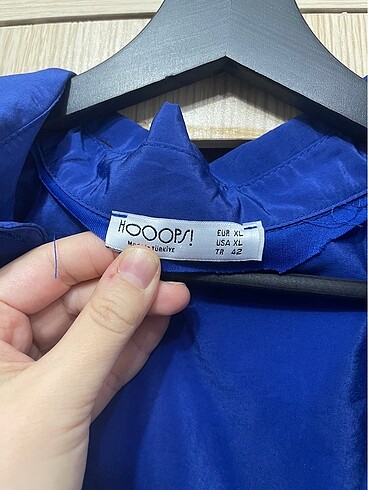 HOOOPS!
EUR XL
USA XL
TR 42
Made in TÜRKİYE